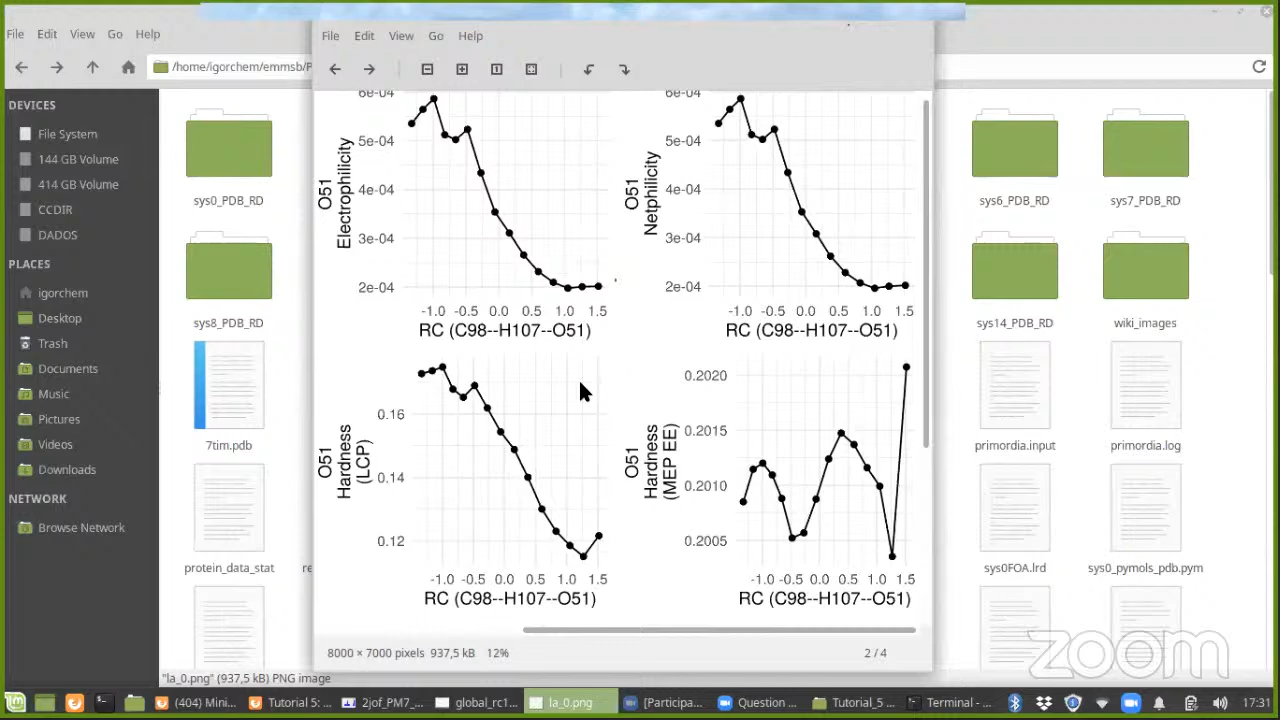 File Edit View Go Help
/home/igorchem/emmsb/P
DEVICES
File System
144 GB Volume
414 GB Volume
CCDIR
DADOS
PLACES
igorchem
Desktop
Trash
Documents
Music
Pictures
Videos
Downloads
NETWORK
Browse Network
sys0_PDB_RD
sys8_PDB_RD
7tim.pdb
protein_data_stat
re
File Edit View Go Help
6e-04
5e-04
4e-04
3e-04
2e-04
O51
Electrophilicity
-1.0 -0.5 0.0 0.5 1.0 1.5
RC (C98--H107--O51)
6e-04
5e-04
4e-04
3e-04
2e-04
O51
Netphilicity
-1.0 -0.5 0.0 0.5 1.0 1.5
RC (C98--H107--O51)
0.16
0.14
0.12
O51
Hardness
(LCP)
-1.0 -0.5 0.0 0.5 1.0 1.5
RC (C98--H107--O51)
0.2020
0.2015
0.2010
0.2005
O51
Hardness
(MEP EE)
-1.0 -0.5 0.0 0.5 1.0 1.5
RC (C98--H107--O51)
8000 × 7000 pixels 937,5 kB 12%
2 / 4
sys6_PDB_RD
sys7_PDB_RD
sys14_PDB_RD
wiki_images
primordia.input
primordia.log
sys0FOA.lrd
sys0_pymols_pdb.pym
zoom
"la_0.png" (937,5 kB) PNG image
(404) Mini...
Tutorial 5: ...
2jof_PM7_...
global_rc1...
la_0.png
[Participa...
Question ...
Tutorial_5 ...
Terminal - ...
17:31